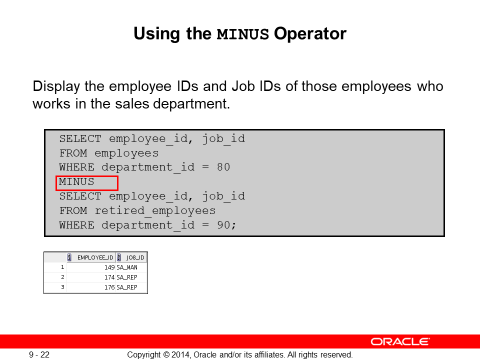 Using the MINUS Operator
Display the employee IDs and Job IDs of those employees who
works in the sales department.
SELECT employee_id, job_id
FROM employees
WHERE department_id = 80
MINUS
SELECT employee_id, job_id
FROM retired_employees
WHERE department_id = 90;
EMPLOYEE_ID JOB_ID
1 149 SA_MAN
2 174 SA_REP
3 176 SA_REP
ORACLE
9 - 22 Copyright © 2014, Oracle and/or its affiliates. All rights reserved.